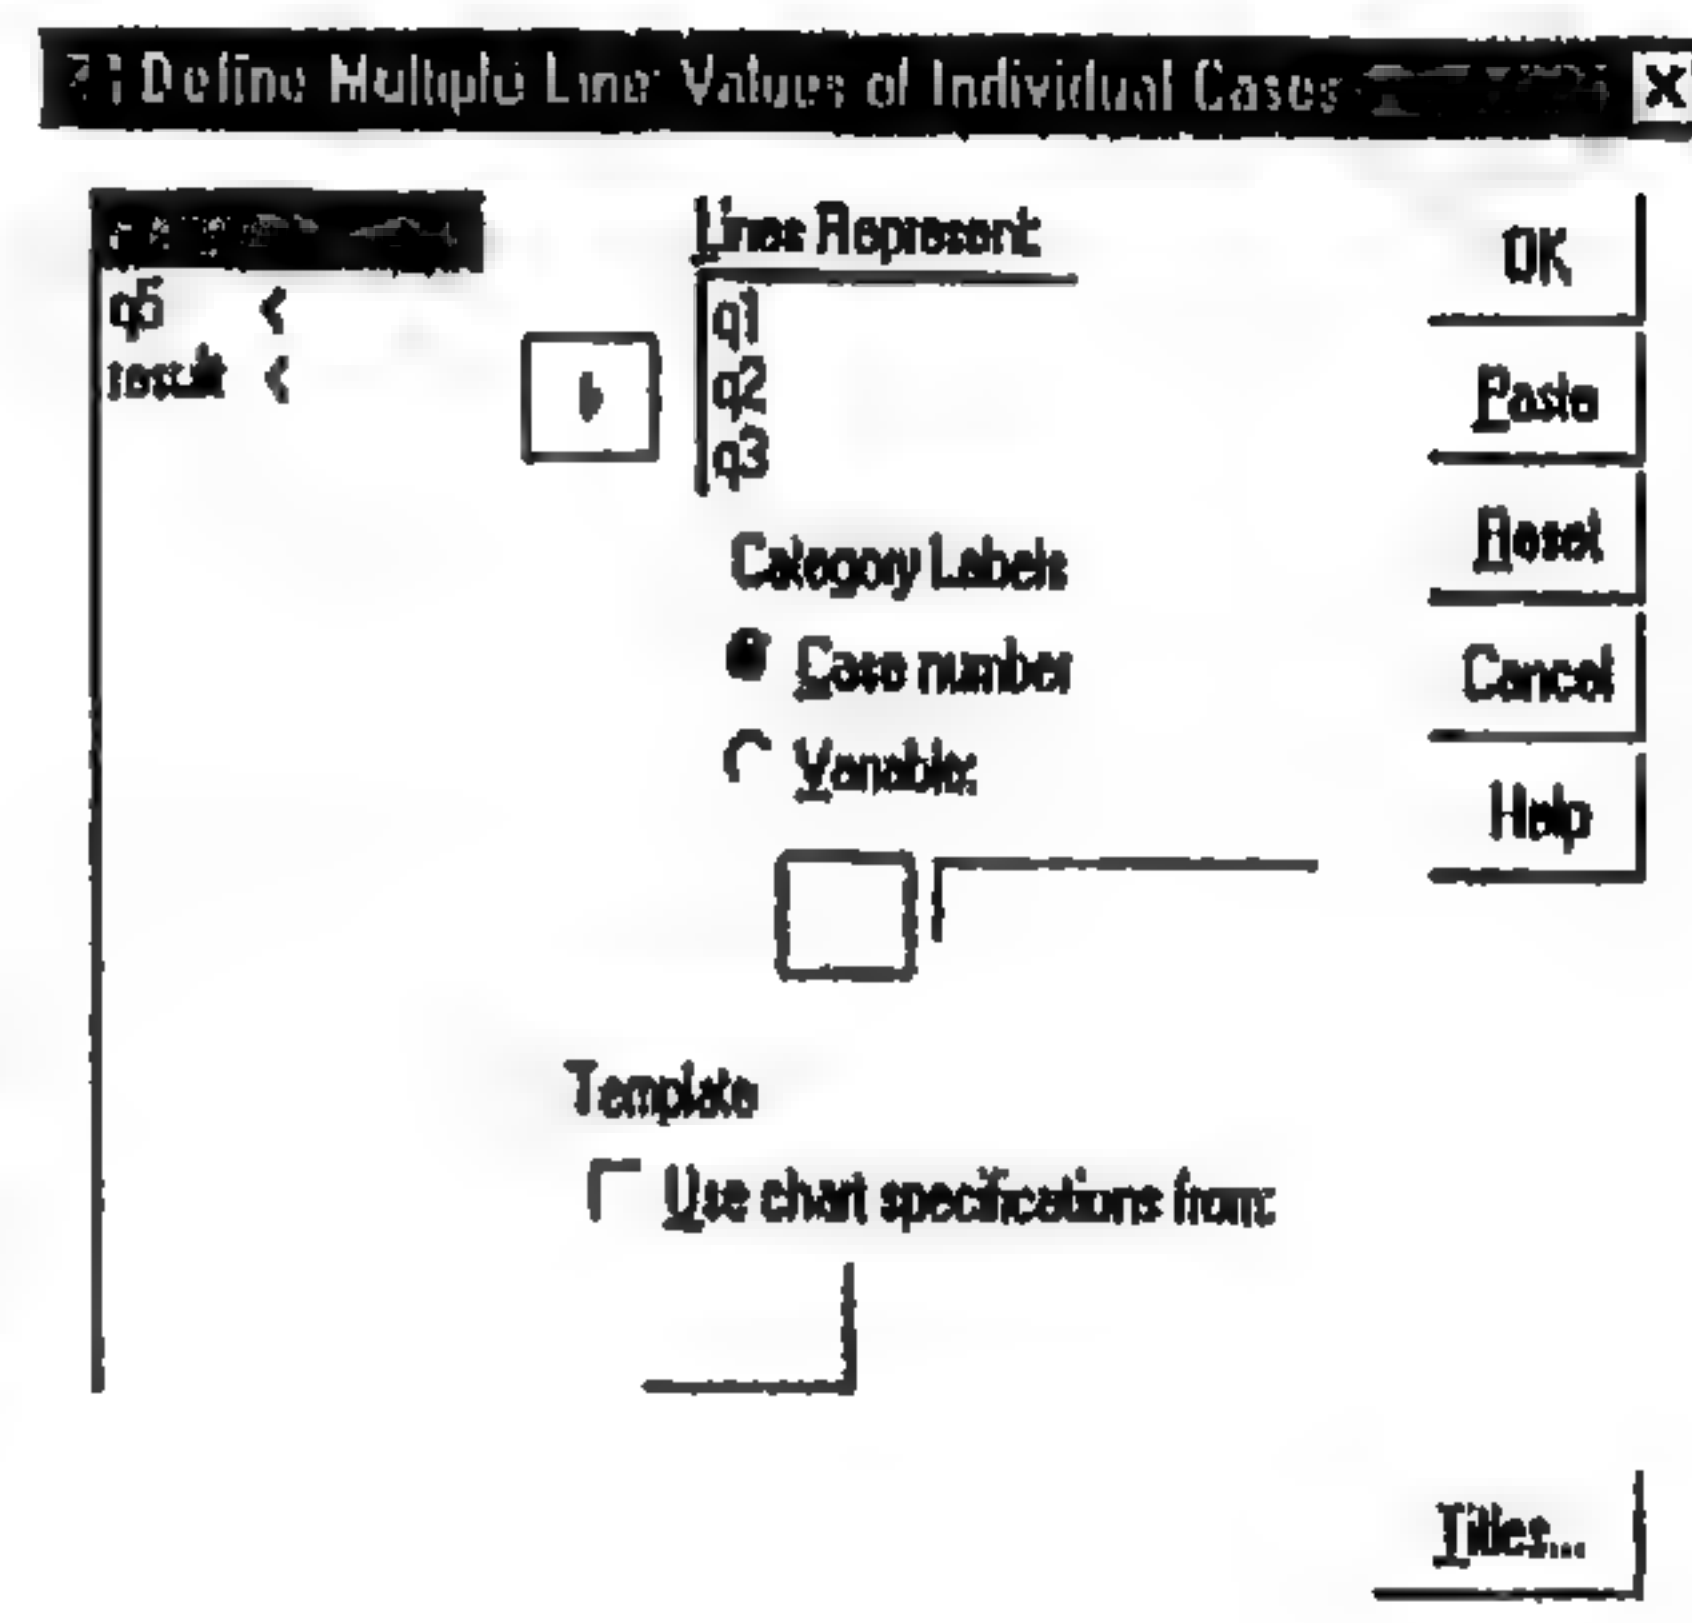 Define Multiple Line: Values of Individual Cases
q5 <
result <
Lines Represent:
q1
q2
q3
Category Labels
Case number
Variable:
Template
Use chart specifications from:
OK
Paste
Reset
Cancel
Help
Titles...